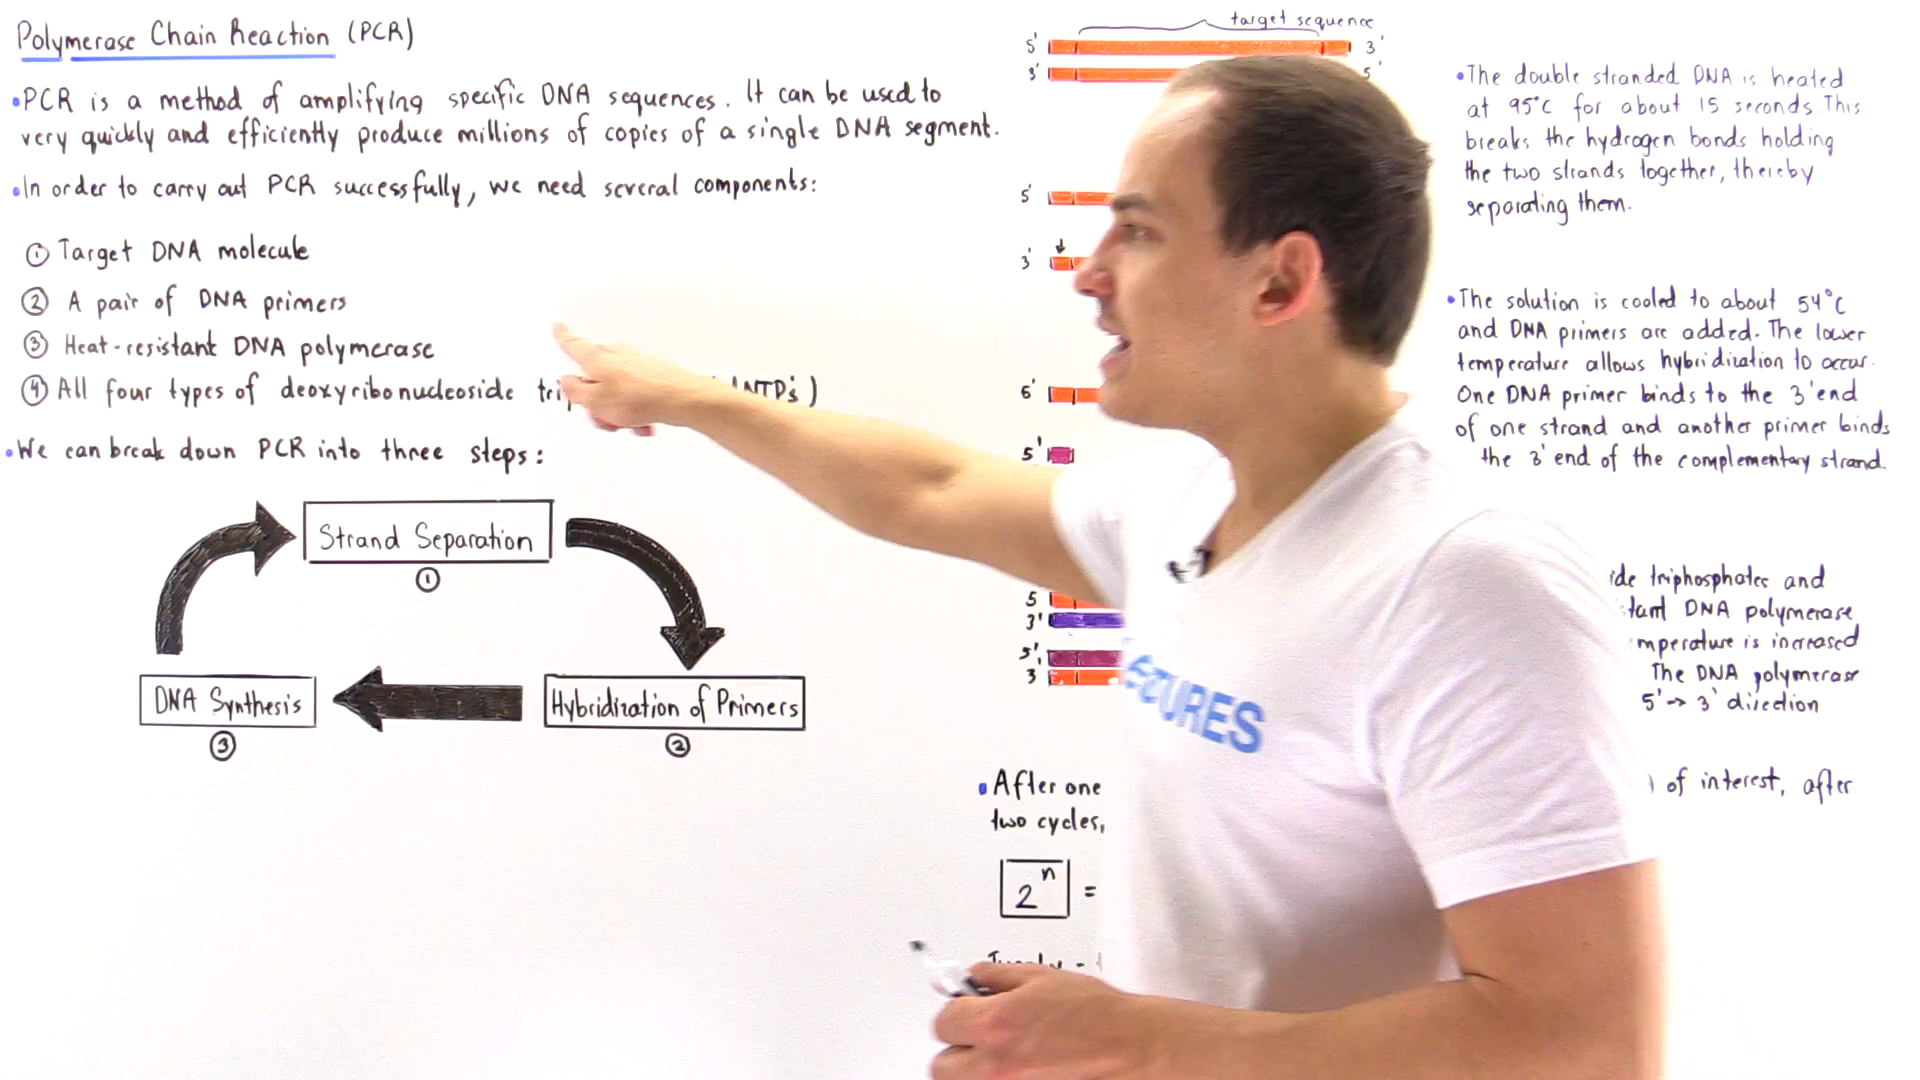 Polymerase Chain Reaction (PCR)
•PCR is a method of amplifying specific DNA sequences. It can be used to
very quickly and efficiently produce millions of copies of a single DNA segment.
•In order to carry out PCR successfully, we need several components:
① Target DNA molecule
② A pair of DNA primers
③ Heat-resistant DNA polymerase
④ All four types of deoxyribonucleoside
•We can break down PCR into three steps:
Strand Separation
①
DNA Synthesis
③
Hybridization of Primers
②
target sequence
5' 3'
3' 5'
5'
3'
5'
5'
5
3'
5'
3
•After one
two cycles,
2ⁿ =
•The double stranded DNA is heated
at 95°C for about 15 seconds. This
breaks the hydrogen bonds holding
the two strands together, thereby
separating them.
•The solution is cooled to about 54°C
and DNA primers are added. The lower
temperature allows hybridization to occur.
One DNA primer binds to the 3' end
of one strand and another primer binds
the 3' end of the complementary strand.
triphosphates and
DNA polymerase
temperature is increased
The DNA polymerase
5'→3' direction
of interest, after